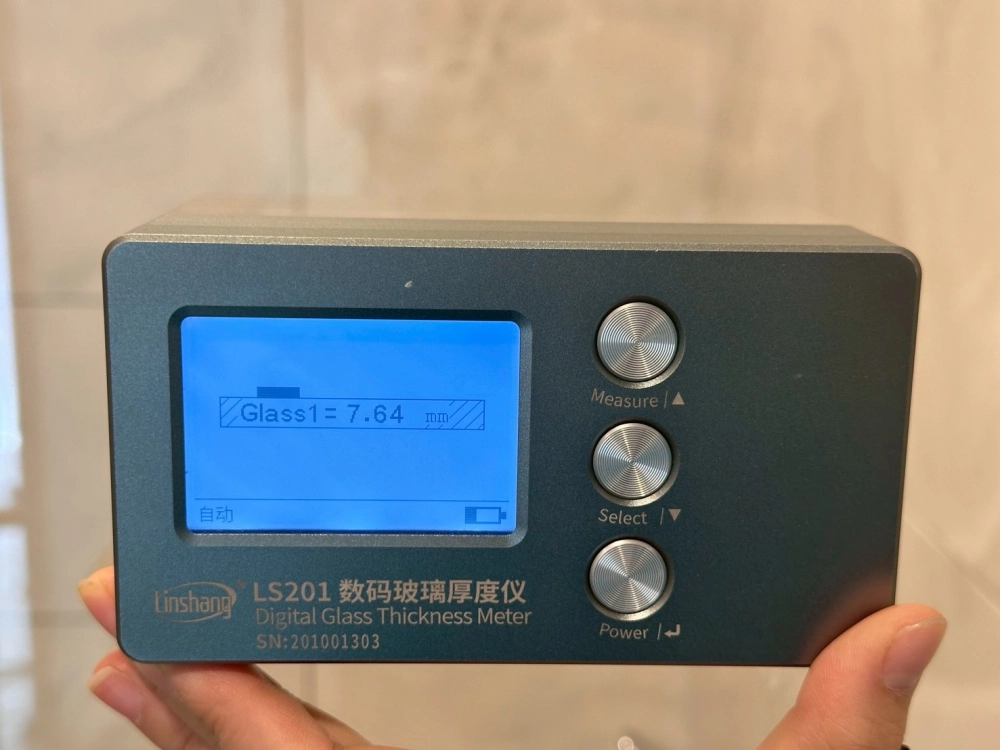 Glass1= 7.64 mm
自动
Measure / ▲
Select / ▼
Power / ↵
Linshang®
LS201 数码玻璃厚度仪
Digital Glass Thickness Meter
SN:201001303